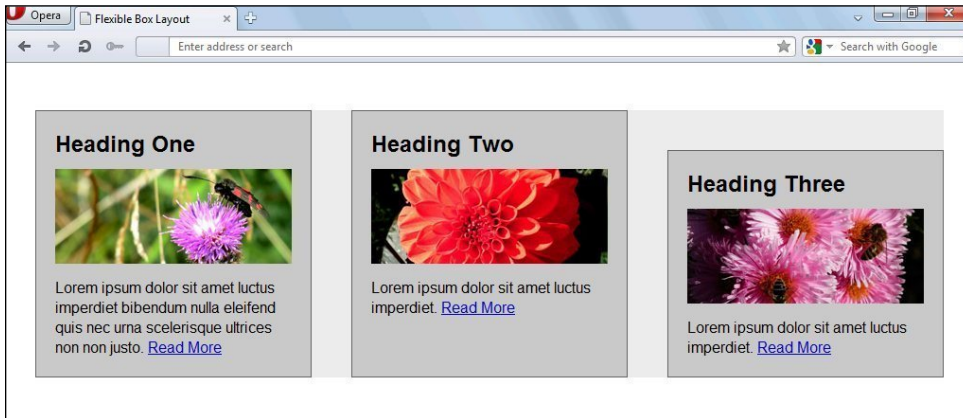 Opera
Flexible Box Layout
Enter address or search
Search with Google
Heading One
Lorem ipsum dolor sit amet luctus
imperdiet bibendum nulla eleifend
quis nec urna scelerisque ultrices
non non justo. Read More
Heading Two
Lorem ipsum dolor sit amet luctus
imperdiet. Read More
Heading Three
Lorem ipsum dolor sit amet luctus
imperdiet. Read More